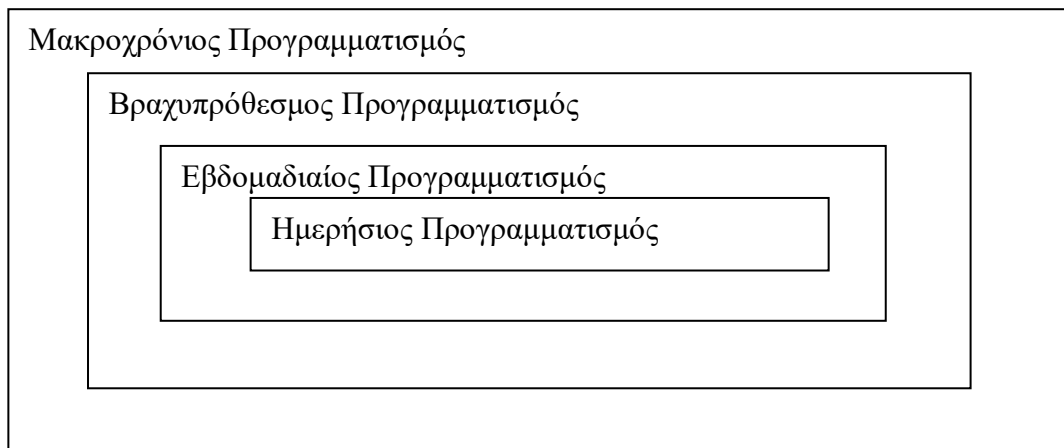 Μακροχρόνιος Προγραμματισμός
Βραχυπρόθεσμος Προγραμματισμός
Εβδομαδιαίος Προγραμματισμός
Ημερήσιος Προγραμματισμός